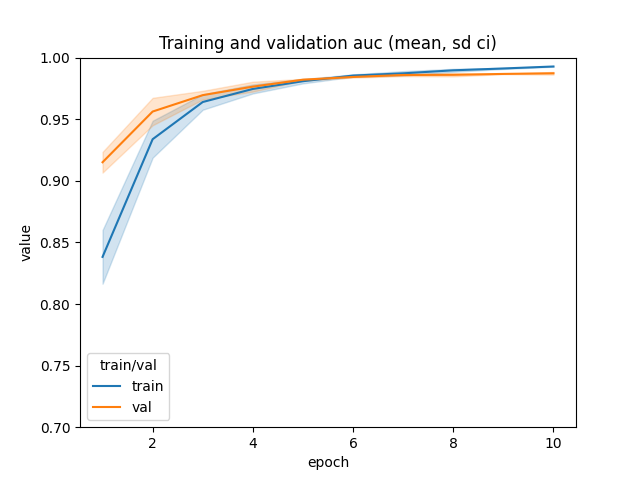 Training and validation auc (mean, sd ci)
1.00
0.95
0.90
0.85
0.80
0.75
0.70
value
train/val
train
val
2
4
6
8
10
epoch